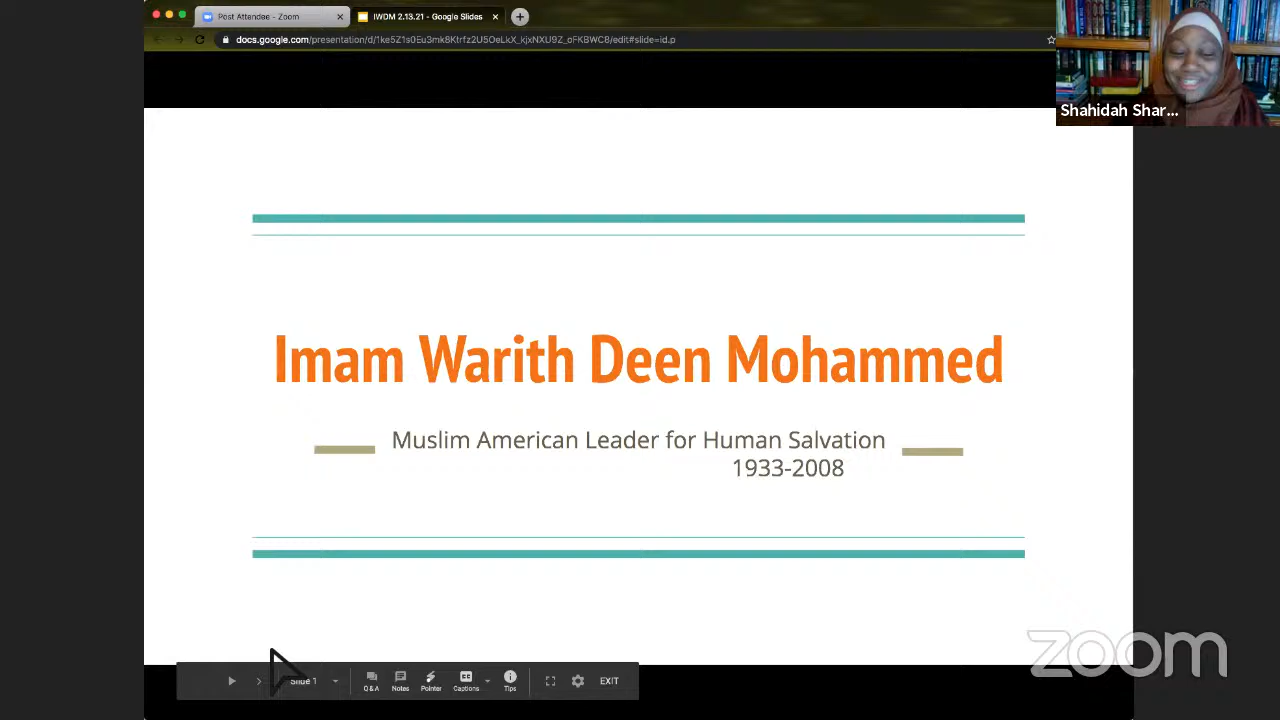 Post Attendee - Zoom
IWDM 2.13.21 - Google Slides
docs.google.com/presentation/d/1ke5Z1s0Eu3mk8Ktrfz2U5OeLkX_kjxNXU9Z_oFKBWC8/edit#slide=id.p
Shahidah Shar...
Imam Warith Deen Mohammed
Muslim American Leader for Human Salvation
1933-2008
zoom
Slide 1
Q&A
Notes
Pointer
Captions
Tips
EXIT